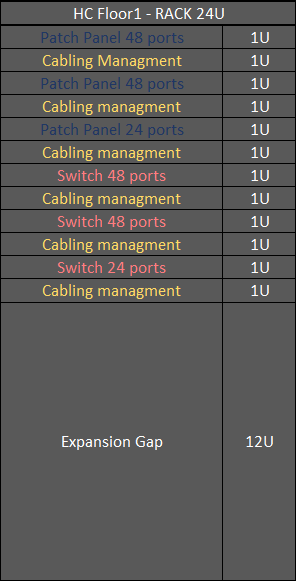 HC Floor1 - RACK 24U
Patch Panel 48 ports 1U
Cabling Managment 1U
Patch Panel 48 ports 1U
Cabling managment 1U
Patch Panel 24 ports 1U
Cabling managment 1U
Switch 48 ports 1U
Cabling managment 1U
Switch 48 ports 1U
Cabling managment 1U
Switch 24 ports 1U
Cabling managment 1U
Expansion Gap 12U